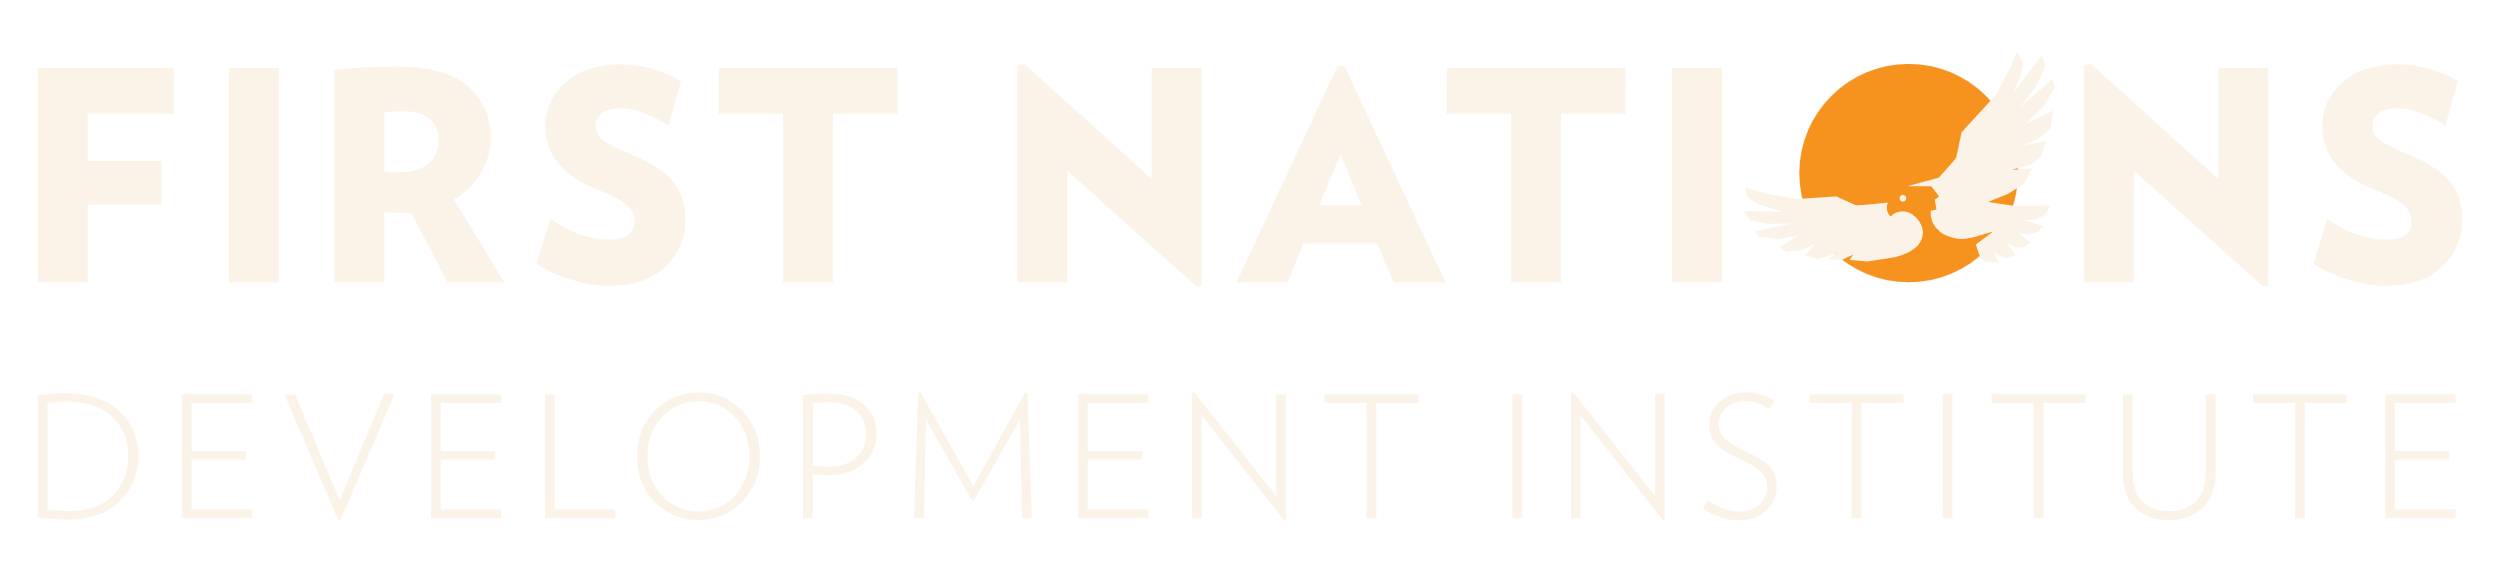 FIRST NATIONS
DEVELOPMENT INSTITUTE